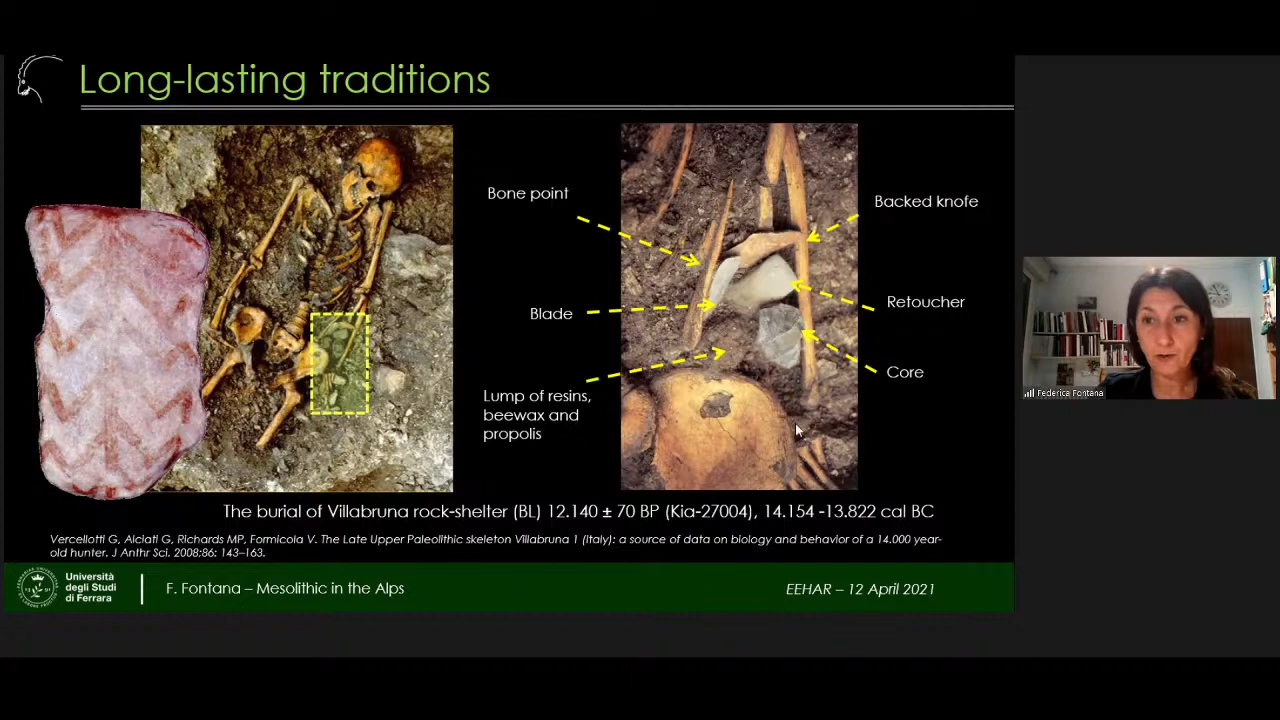 Long-lasting traditions
Bone point
Backed knofe
Blade
Retoucher
Core
Lump of resins,
beewax and
propolis
The burial of Villabruna rock-shelter (BL) 12.140 ± 70 BP (Kia-27004), 14.154 -13.822 cal BC
Vercellotti G, Alciati G, Richards MP, Formicola V. The Late Upper Paleolithic skeleton Villabruna 1 (Italy): a source of data on biology and behavior of a 14.000 year-
old hunter. J Anthr Sci. 2008;86: 143–163.
Università
degli Studi
di Ferrara
F. Fontana – Mesolithic in the Alps
EEHAR – 12 April 2021
Federica Fontana